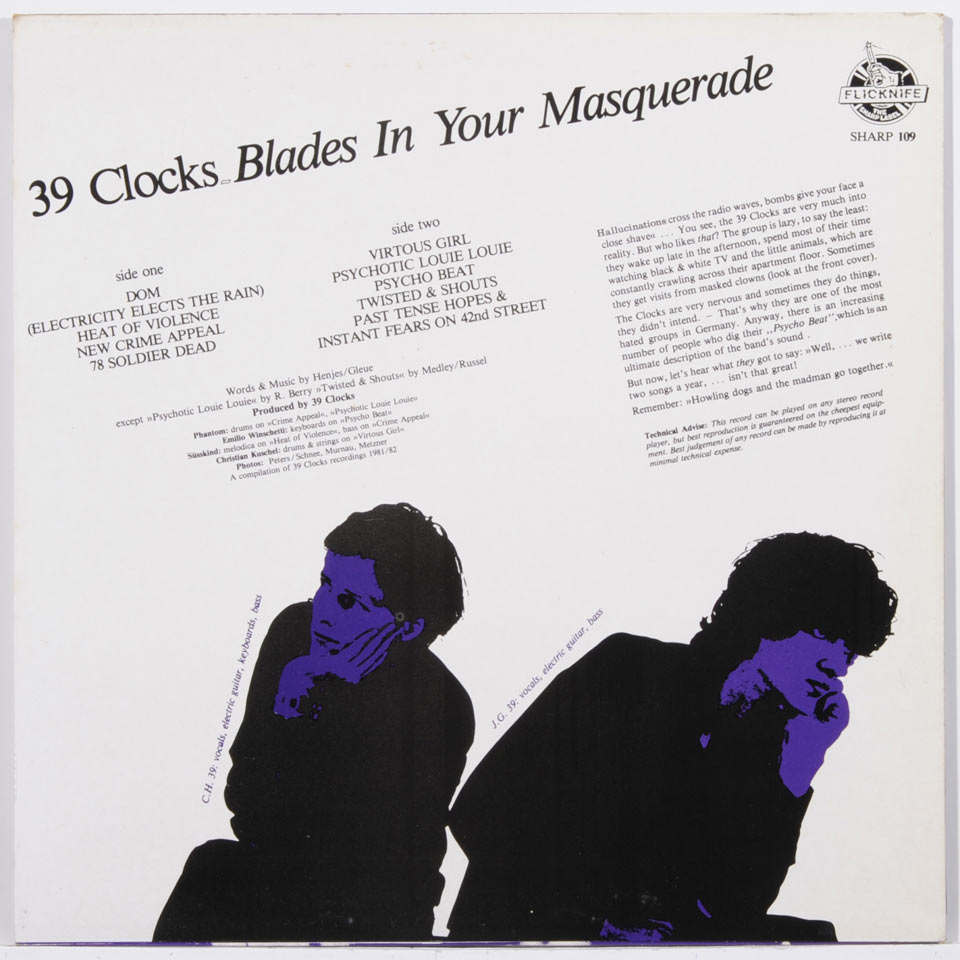 39 Clocks - Blades In Your Masquerade
FLICKNIFE
SHARP 109
side one
DOM
(ELECTRICITY ELECTS THE RAIN)
HEAT OF VIOLENCE
NEW CRIME APPEAL
78 SOLDIER DEAD
side two
VIRTOUS GIRL
PSYCHOTIC LOUIE LOUIE
PSYCHO BEAT
TWISTED & SHOUTS
PAST TENSE HOPES &
INSTANT FEARS ON 42nd STREET
Words & Music by Henjes/Gleue
except »Psychotic Louie Louie« by R. Berry »Twisted & Shouts« by Medley/Russel
Produced by 39 Clocks
Phantom: drums on »Crime Appeal«, »Psychotic Louie Louie«
Emilio Winschetti: keyboards on »Psycho Beat«
Süsskind: melodica on »Heat of Violence«, bass on »Crime Appeal«
Christian Kuschel: drums & strings on »Virtous Girl«
Photos: Peters/Schnee, Murnau, Metzner
A compilation of 39 Clocks recordings 1981/82
Hallucinations cross the radio waves, bombs give your face a
close shave« . . . You see, the 39 Clocks are very much into
reality. But who likes that? The group is lazy, to say the least:
they wake up late in the afternoon, spend most of their time
watching black & white TV and the little animals, which are
constantly crawling across their apartment floor. Sometimes
they get visits from masked clowns (look at the front cover).
The Clocks are very nervous and sometimes they do things,
they didn't intend. – That's why they are one of the most
hated groups in Germany. Anyway, there is an increasing
number of people who dig their ,,Psycho Beat'',which is an
ultimate description of the band's sound .
But now, let's hear what they got to say: »Well, . . . we write
two songs a year, . . . isn't that great!
Remember: »Howling dogs and the madman go together.«
Technical Advise: This record can be played on any stereo record
player, but best reproduction is guaranteed on the cheapest equip-
ment. Best judgement of any record can be made by reproducing it at
minimal technical expense.
C.H. 39: vocals, electric guitar, keyboards, bass
J.G. 39: vocals, electric guitar, bass